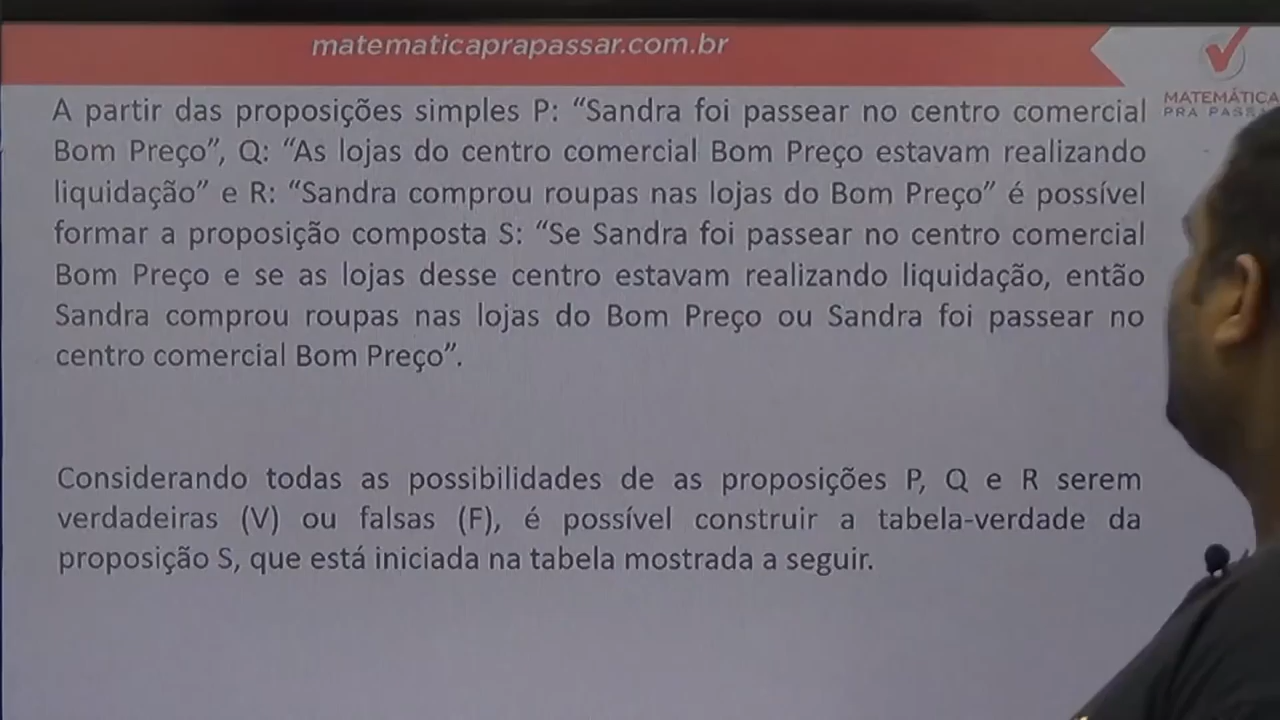 matematicaprapassar.com.br
MATEMÁTICA
A partir das proposições simples P: “Sandra foi passear no centro comercial
Bom Preço”, Q: “As lojas do centro comercial Bom Preço estavam realizando
liquidação” e R: “Sandra comprou roupas nas lojas do Bom Preço” é possível
formar a proposição composta S: “Se Sandra foi passear no centro comercial
Bom Preço e se as lojas desse centro estavam realizando liquidação, então
Sandra comprou roupas nas lojas do Bom Preço ou Sandra foi passear no
centro comercial Bom Preço”.
Considerando todas as possibilidades de as proposições P, Q e R serem
verdadeiras (V) ou falsas (F), é possível construir a tabela-verdade da
proposição S, que está iniciada na tabela mostrada a seguir.